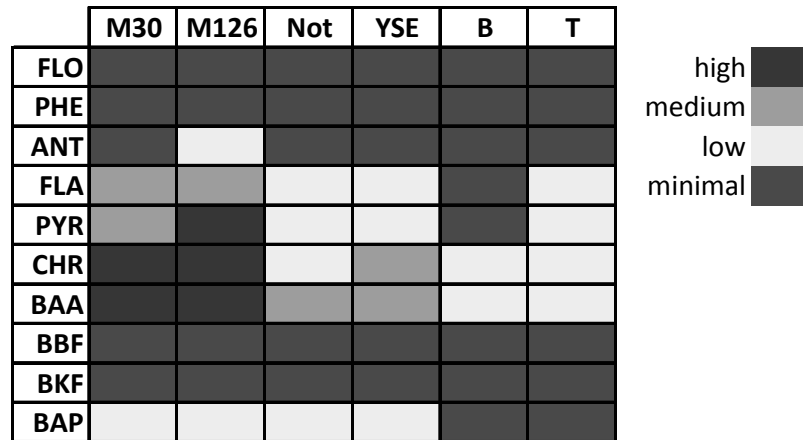 M30 M126 Not YSE B T
FLO
PHE
ANT
FLA
PYR
CHR
BAA
BBF
BKF
BAP
high
medium
low
minimal